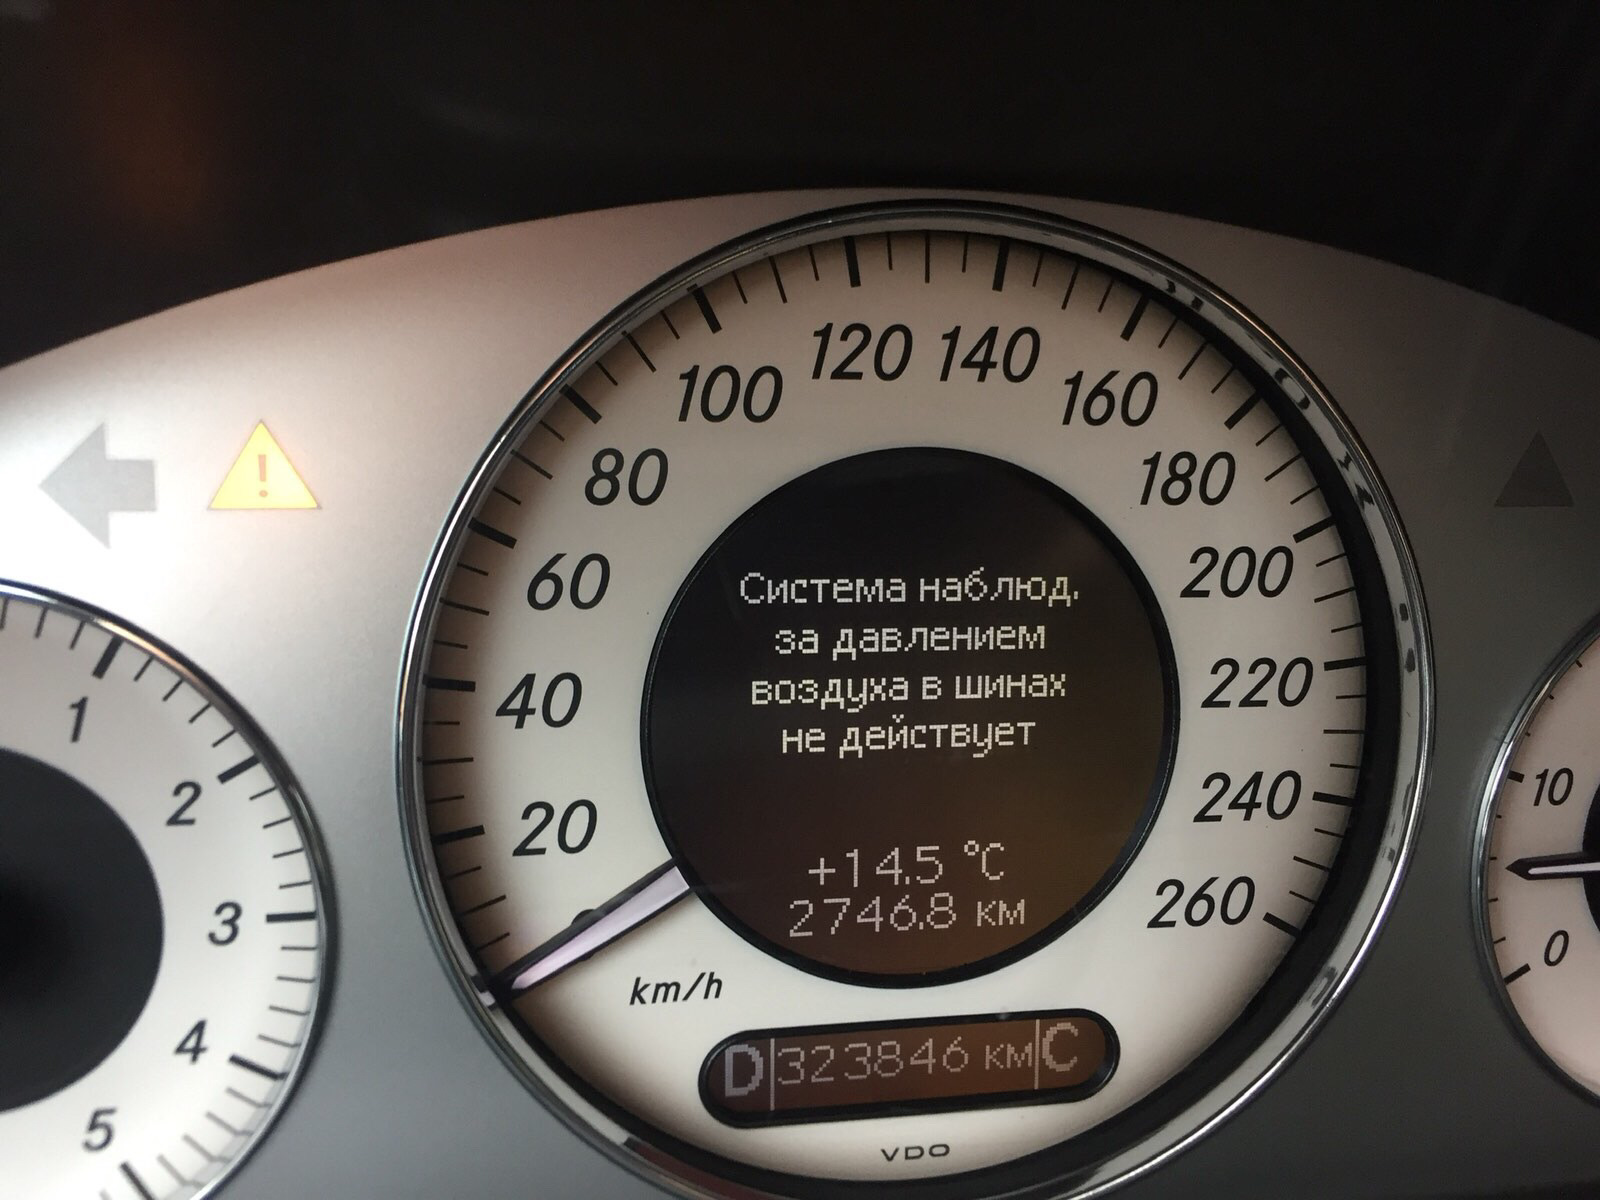 120 140
100
160
80
180
60
200
40
220
20
240
260
Система наблюд.
за давлением
воздуха в шинах
не действует
+14.5 °C
2746.8 км
km/h
D 323846 км C
VDO
1
2
3
4
5
10
0
!